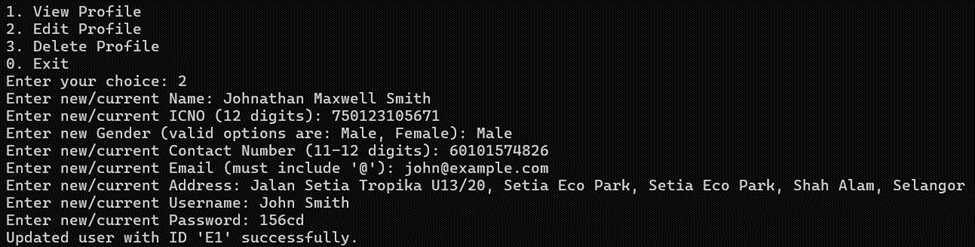 1. View Profile
2. Edit Profile
3. Delete Profile
0. Exit
Enter your choice: 2
Enter new/current Name: Johnathan Maxwell Smith
Enter new/current ICNO (12 digits): 750123105671
Enter new Gender (valid options are: Male, Female): Male
Enter new/current Contact Number (11-12 digits): 60101574826
Enter new/current Email (must include '@'): john@example.com
Enter new/current Address: Jalan Setia Tropika U13/20, Setia Eco Park, Setia Eco Park, Shah Alam, Selangor
Enter new/current Username: John Smith
Enter new/current Password: 156cd
Updated user with ID 'E1' successfully.